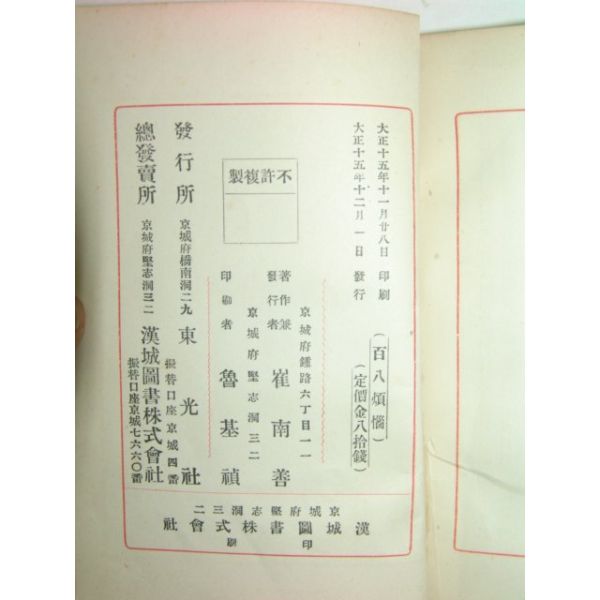 大正十五年十一月廿八日 印刷
大正十五年十二月一日 發行
(百八煩惱)
(定價金八拾錢)
不許複製
京城府鍾路六丁目一一
著作兼發行者 崔南善
京城府堅志洞三二
印刷者 魯基禎
發行所 京城府橋南洞二九 東光社
振替口座京城四番
總發賣所 京城府堅志洞三二 漢城圖書株式會社
振替口座京城七六六〇番
京城府堅志洞三二
漢城圖書株式會社
印刷